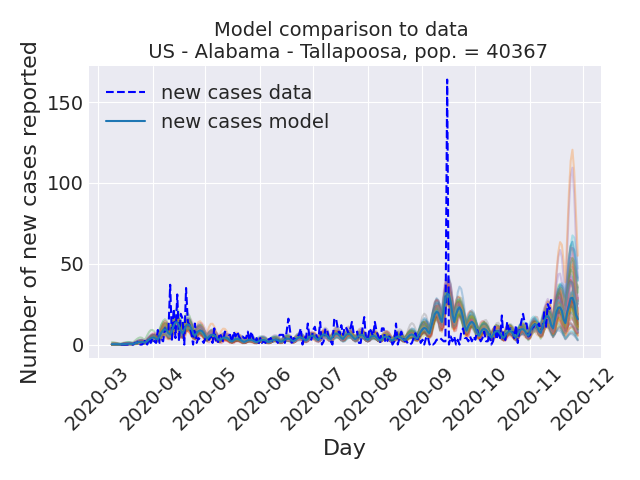 Model comparison to data
US - Alabama - Tallapoosa, pop. = 40367
new cases data
new cases model
Number of new cases reported
150
100
50
0
2020-03
2020-04
2020-05
2020-06
2020-07
2020-08
2020-09
2020-10
2020-11
2020-12
Day